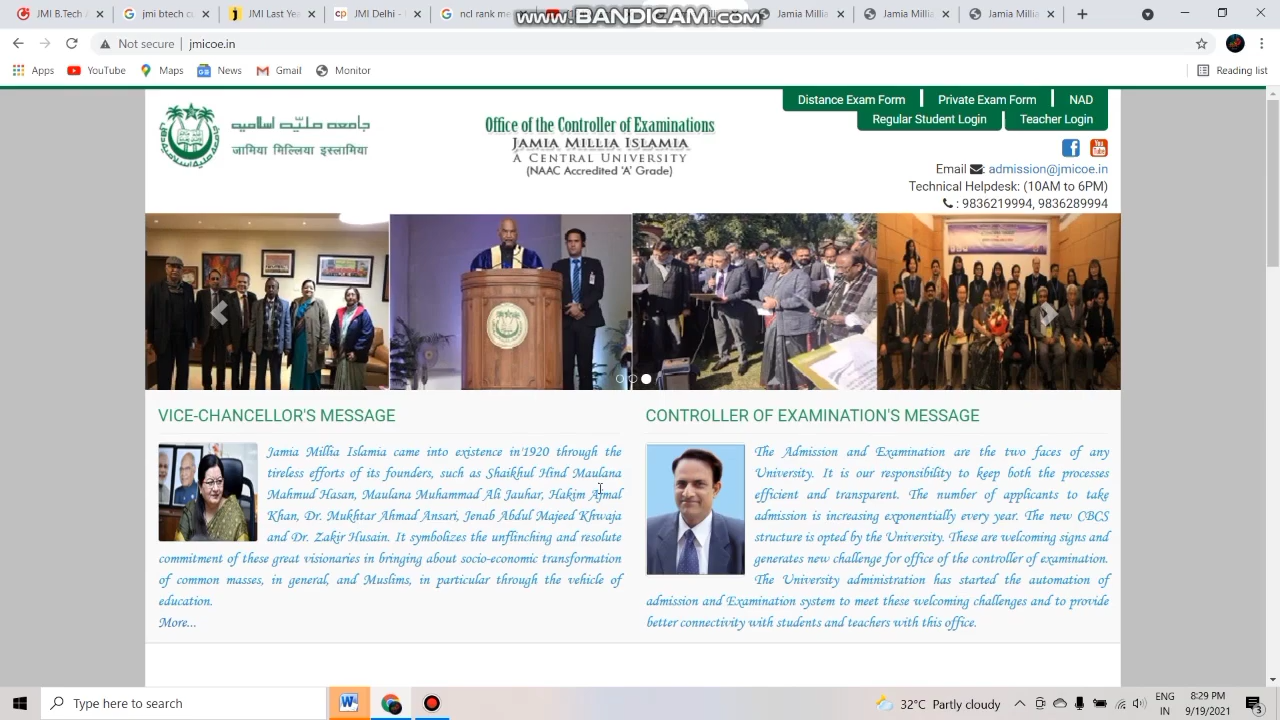 JMI B.Tech
JMI Delhi -
ncl rank me
WWW.BANDICAM.COM
Jamia Milli
Jamia Milli
Jamia Milli
Not secure jmicoe.in
Apps YouTube Maps News Gmail Monitor Reading list
Distance Exam Form Private Exam Form NAD
Regular Student Login Teacher Login
جامعہ ملیہ اسلامیہ
जामिया मिल्लिया इस्लामिया
Office of the Controller of Examinations
JAMIA MILLIA ISLAMIA
A CENTRAL UNIVERSITY
(NAAC Accredited 'A' Grade)
Email : admission@jmicoe.in
Technical Helpdesk: (10AM to 6PM)
: 9836219994, 9836289994
VICE-CHANCELLOR'S MESSAGE
Jamia Millia Islamia came into existence in'1920 through the
tireless efforts of its founders, such as Shaikhul Hind Maulana
Mahmud Hasan, Maulana Muhammad Ali Jauhar, Hakim Ajmal
Khan, Dr. Mukhtar Ahmad Ansari, Jenab Abdul Majeed Khwaja
and Dr. Zakir Husain. It symbolizes the unflinching and resolute
commitment of these great visionaries in bringing about socio-economic transformation
of common masses, in general, and Muslims, in particular through the vehicle of
education.
More...
CONTROLLER OF EXAMINATION'S MESSAGE
The Admission and Examination are the two faces of any
University. It is our responsibility to keep both the processes
efficient and transparent. The number of applicants to take
admission is increasing exponentially every year. The new CBCS
structure is opted by the University. These are welcoming signs and
generates new challenge for office of the controller of examination.
The University administration has started the automation of
admission and Examination system to meet these welcoming challenges and to provide
better connectivity with students and teachers with this office.
Type here to search
32°C Partly cloudy
ENG
IN
8:29 PM
9/19/2021
3